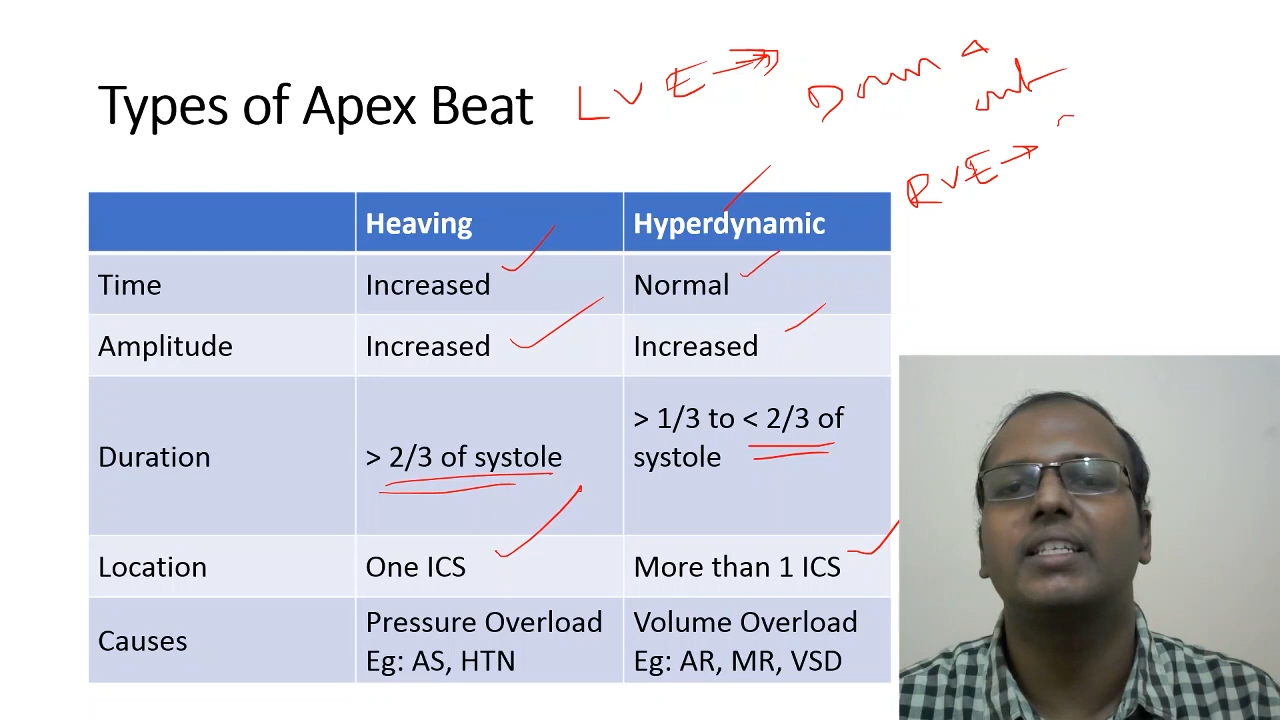 Types of Apex Beat
LVE →
Down &
out
RVE →
Heaving Hyperdynamic
Time Increased Normal
Amplitude Increased Increased
Duration > 2/3 of systole > 1/3 to < 2/3 of
systole
Location One ICS More than 1 ICS
Causes Pressure Overload Volume Overload
Eg: AS, HTN Eg: AR, MR, VSD